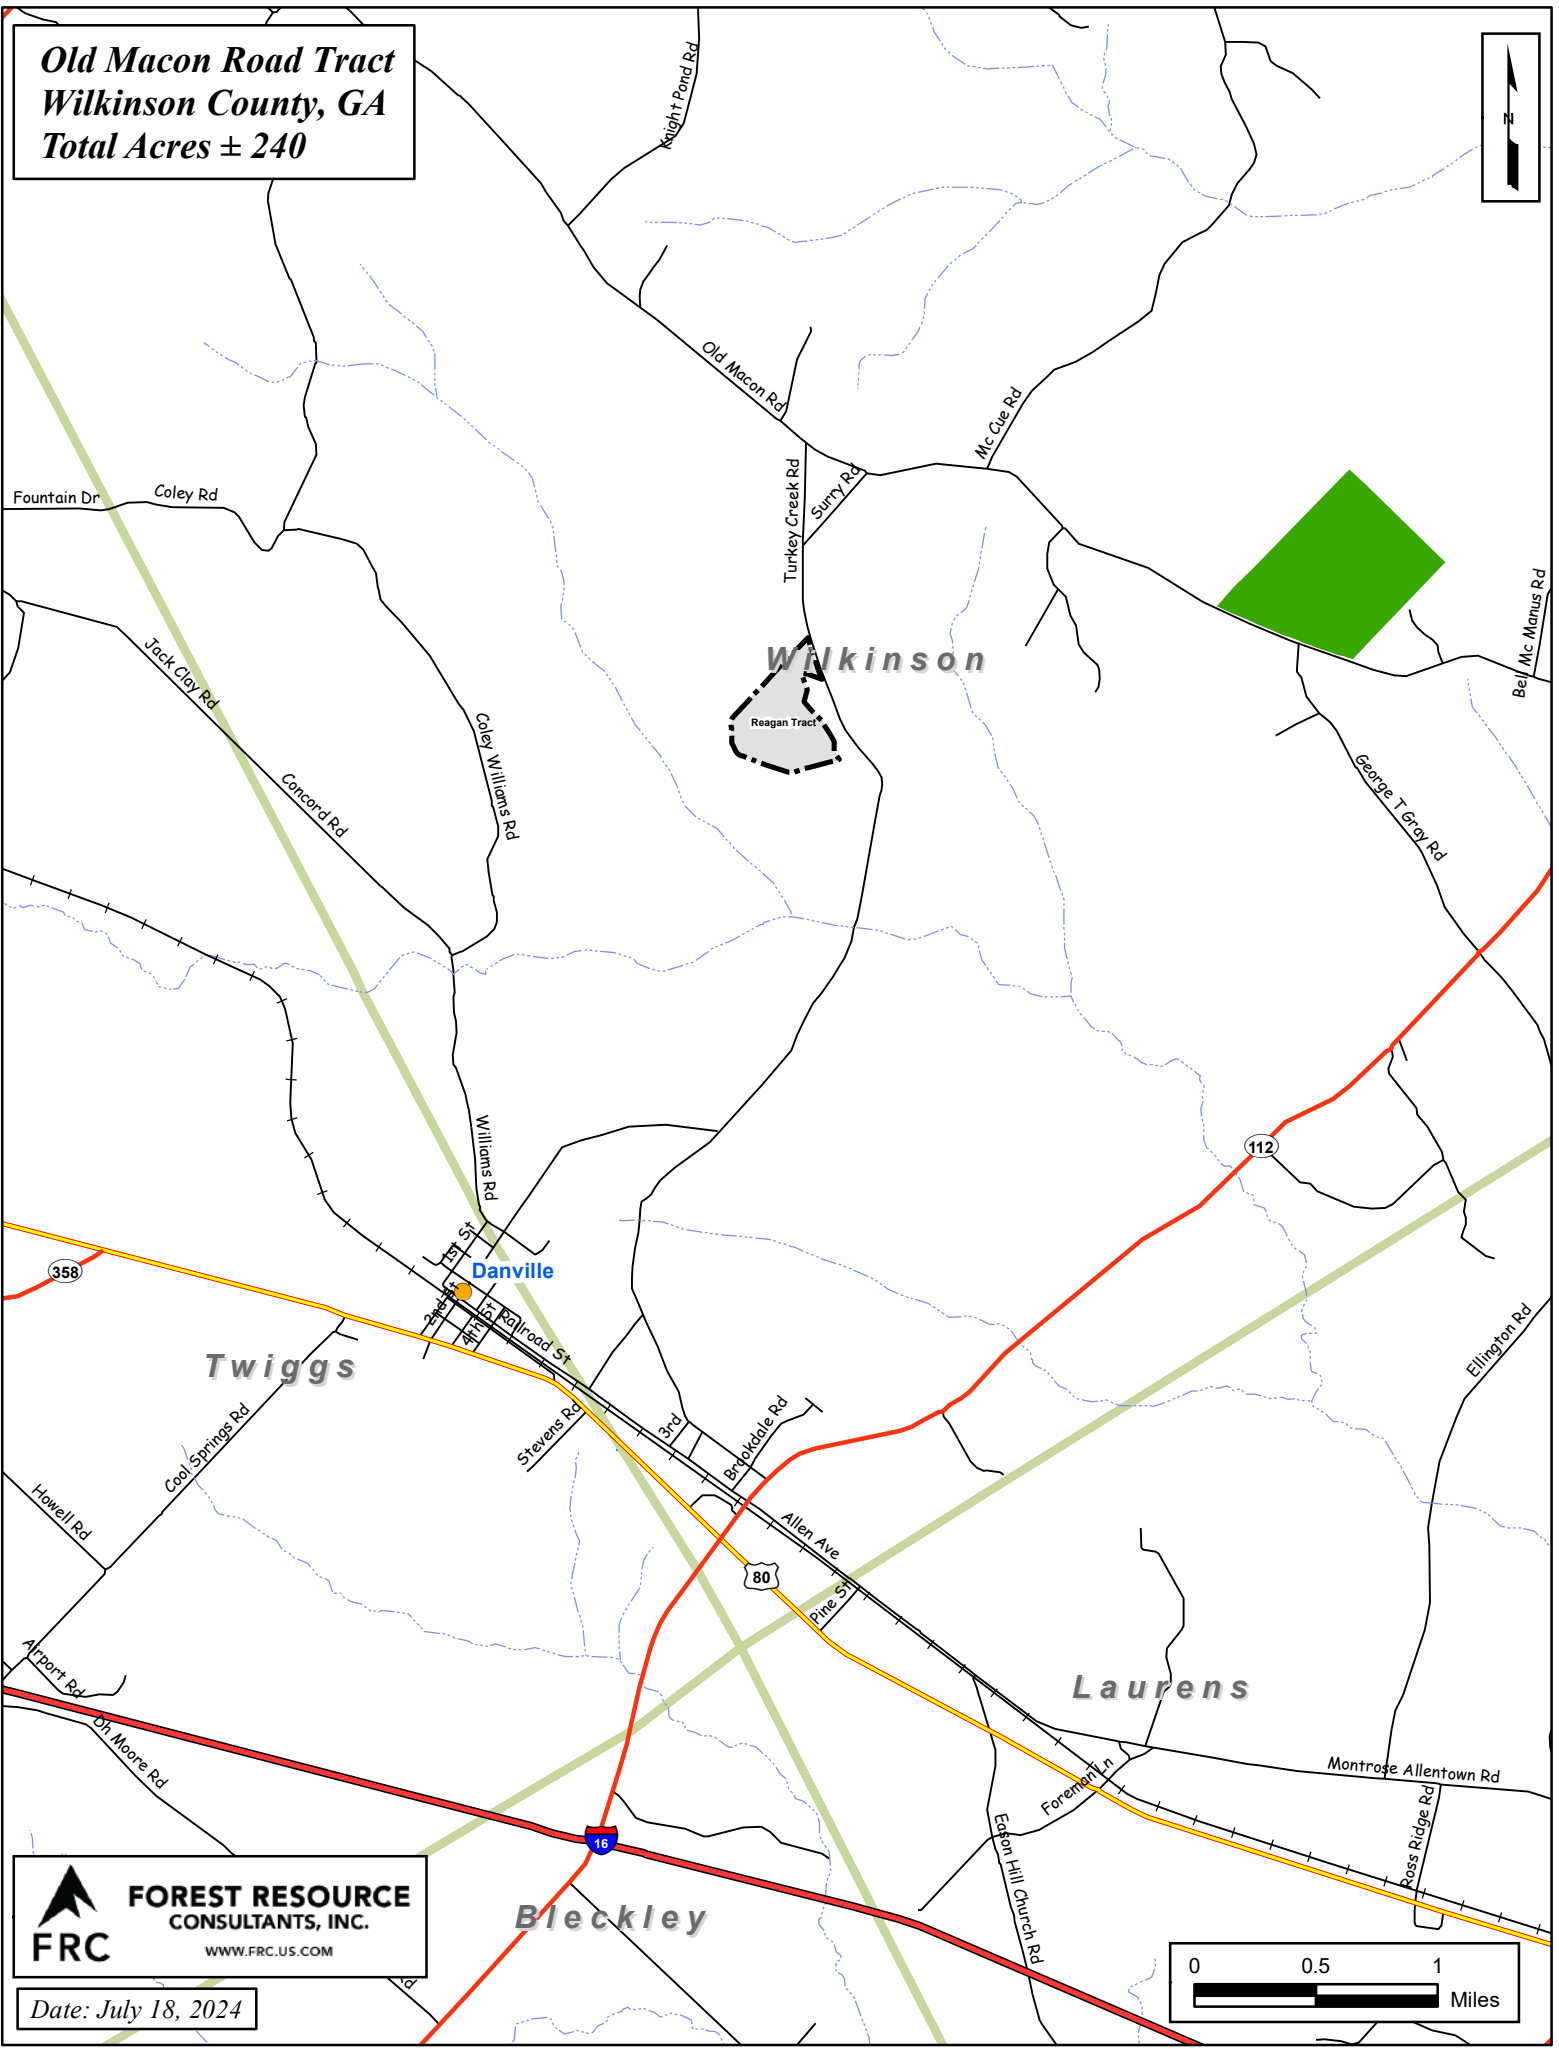 Old Macon Road Tract
Wilkinson County, GA
Total Acres ± 240
N
Knight Pond Rd
Old Macon Rd
Mc Cue Rd
Turkey Creek Rd
Surry Rd
Fountain Dr
Coley Rd
Bell Mc Manus Rd
Jack Clay Rd
Wilkinson
Reagan Tract
Coley Williams Rd
Concord Rd
George T Gray Rd
Williams Rd
112
358
1st St
Danville
2nd St
4th St
Railroad St
Twiggs
Ellington Rd
Cool Springs Rd
Stevens Rd
3rd
Brookdale Rd
Howell Rd
Allen Ave
80
Pine St
Airport Rd
Laurens
Dh Moore Rd
Montrose Allentown Rd
Foreman Ln
Ross Ridge Rd
16
Eason Hill Church Rd
Bleckley
FRC
FOREST RESOURCE
CONSULTANTS, INC.
WWW.FRC.US.COM
Rd
Date: July 18, 2024
0 0.5 1
Miles